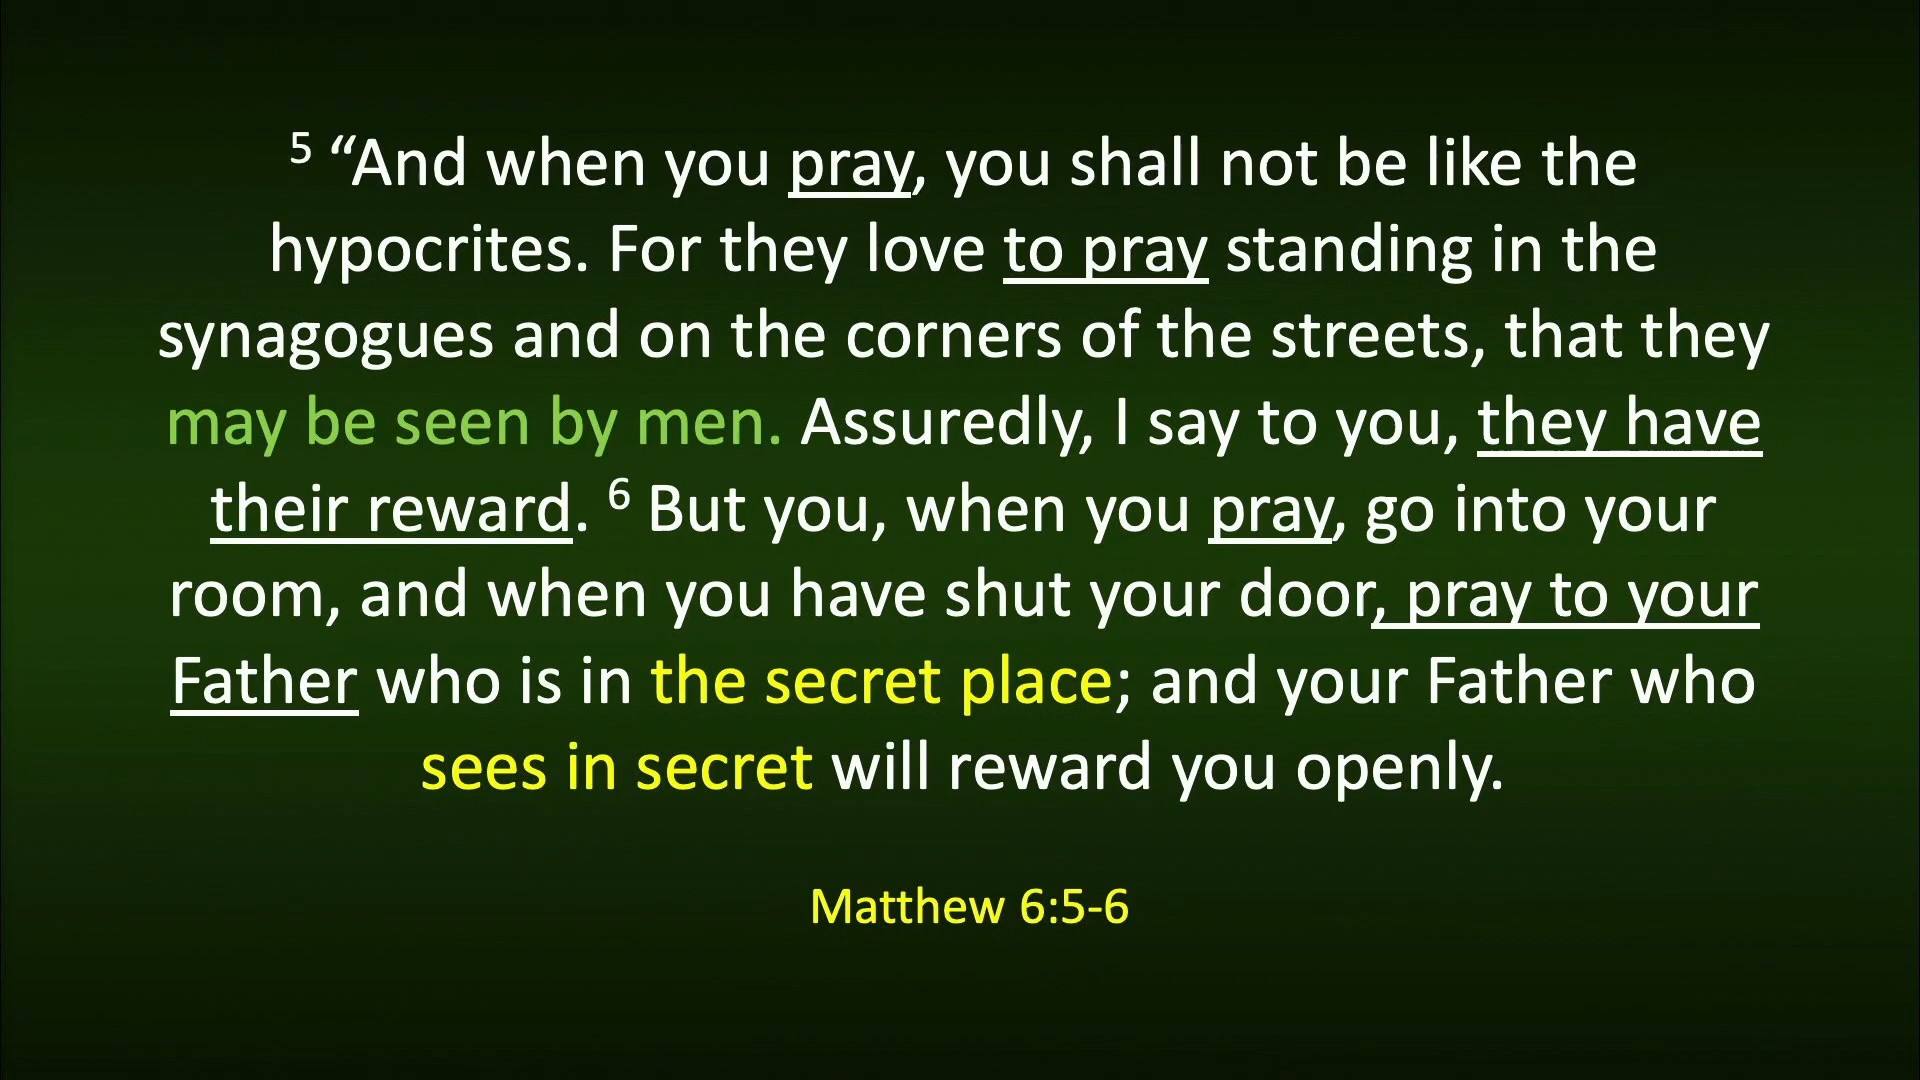 5 “And when you pray, you shall not be like the
hypocrites. For they love to pray standing in the
synagogues and on the corners of the streets, that they
may be seen by men. Assuredly, I say to you, they have
their reward. 6 But you, when you pray, go into your
room, and when you have shut your door, pray to your
Father who is in the secret place; and your Father who
sees in secret will reward you openly.
Matthew 6:5-6